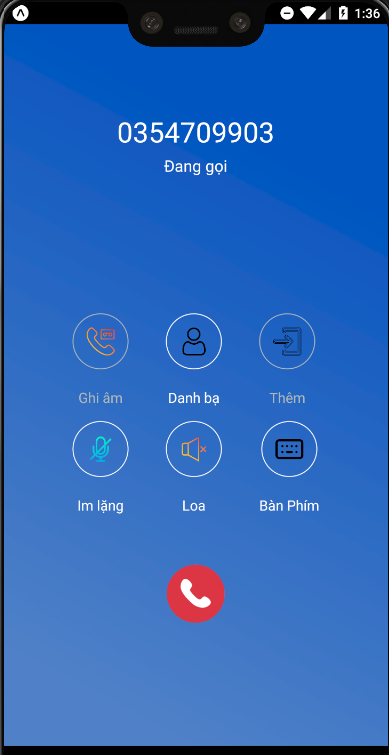 1:36
0354709903
Đang gọi
Ghi âm Danh bạ Thêm
Im lặng Loa Bàn Phím